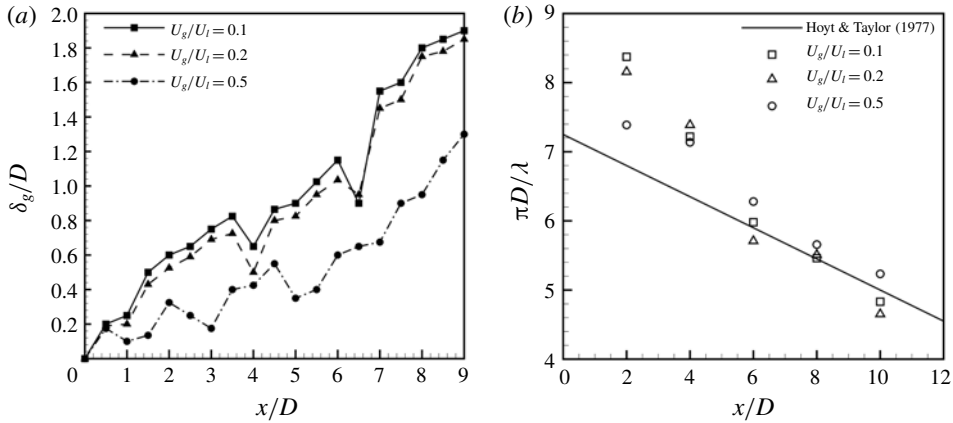 (a)
2.0
1.8
1.6
1.4
1.2
1.0
0.8
0.6
0.4
0.2
0
1
2
3
4
5
6
7
8
9
δg/D
x/D
Ug/Ul = 0.1
Ug/Ul = 0.2
Ug/Ul = 0.5
(b)
9
8
7
6
5
4
0
2
4
6
8
10
12
πD/λ
x/D
Hoyt & Taylor (1977)
Ug/Ul = 0.1
Ug/Ul = 0.2
Ug/Ul = 0.5